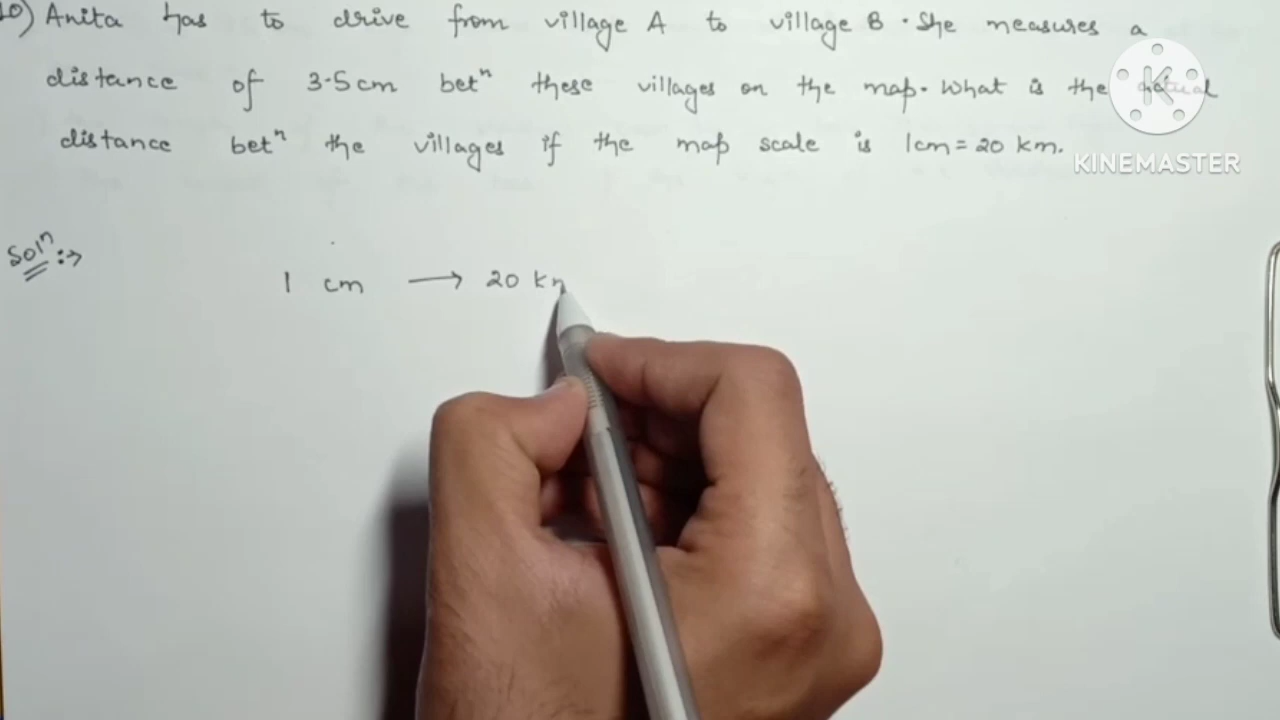 10) Anita has to drive from village A to village B. She measures a
distance of 3.5cm betⁿ these villages on the map. What is the actual
KINEMASTER
distance betⁿ the villages if the map scale is 1cm = 20 km.
Solⁿ :→
1 cm → 20 km